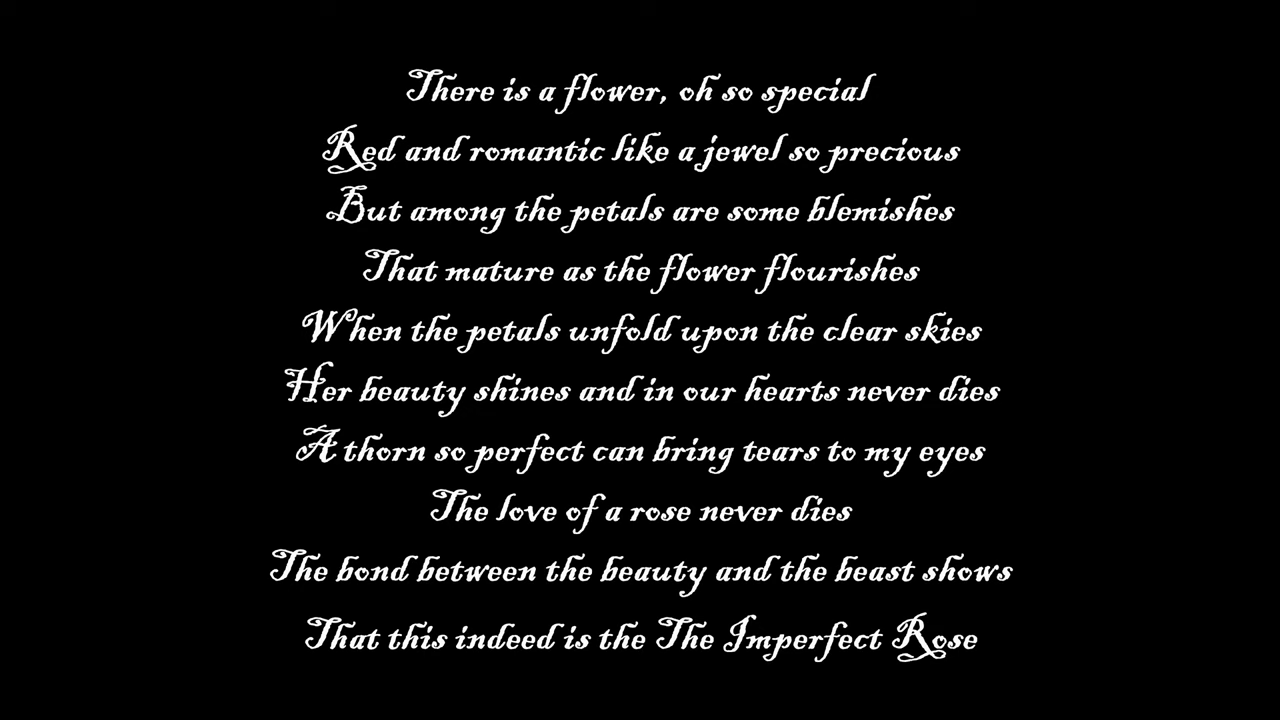 There is a flower, oh so special
Red and romantic like a jewel so precious
But among the petals are some blemishes
That mature as the flower flourishes
When the petals unfold upon the clear skies
Her beauty shines and in our hearts never dies
A thorn so perfect can bring tears to my eyes
The love of a rose never dies
The bond between the beauty and the beast shows
That this indeed is the The Imperfect Rose